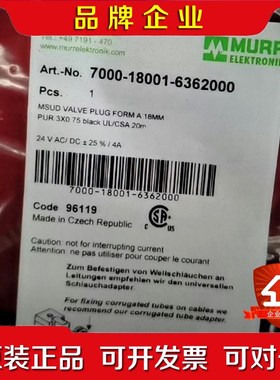 品牌企业
+49 7191 - 470
MURR
ELEKTRONIK
Art.-No. 7000-18001-6362000
Pcs. 1
MSUD VALVE PLUG FORM A 18MM
PUR 3X0.75 black UL/CSA 20m
24 V AC/ DC ± 25 % / 4A
7000-18001-6362000
Code 96119
Made in Czech Republic
Caution: not for interrupting current
Attention: ne pas utiliser pour couper le courant
Zum Befestigen von Wellschläuchen an
Leitungen empfehlen wir den universellen
Schlauchadapter.
For fixing corrugated tubes on cables we
recommend our corrugated tube adapter.
企业
原装正品 可开发票 可对